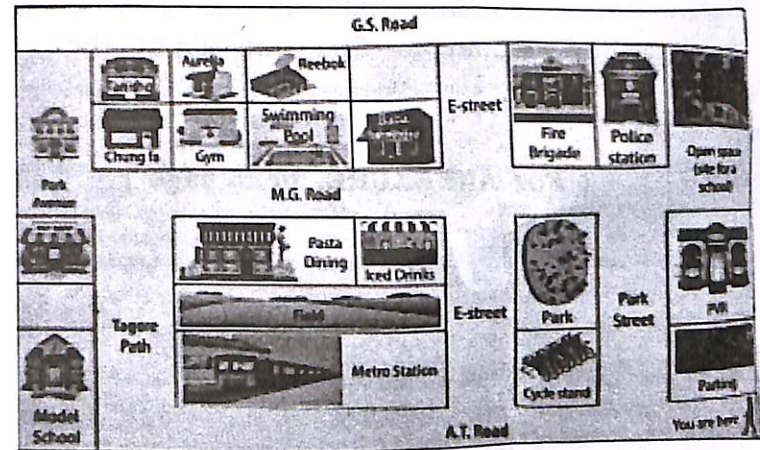 G.S. Road
Aurelia
Reebok
Tanishq
E-street
Swimming
Pool
Chung fa
Gym
Fire
Brigade
Police
station
Open space
(site for a
school)
Park
Avenue
M.G. Road
Pasta
Dining
Iced Drinks
Field
Tagore
Path
E-street
Park
Park
Street
PVR
Metro Station
Cycle stand
Parking
Model
School
A.T. Road
You are here